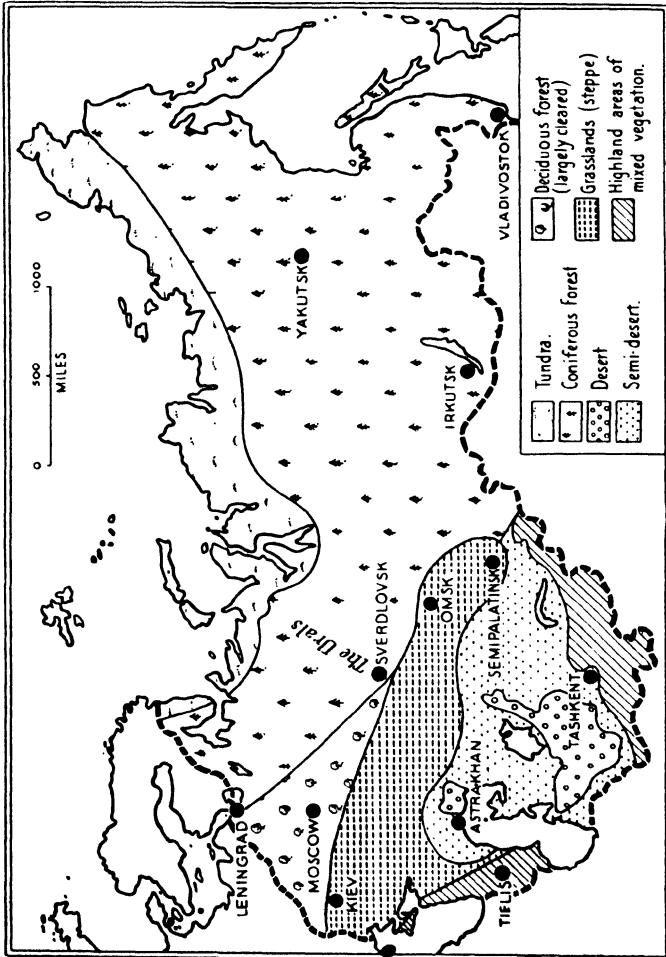 0 500 1000
MILES
The Urals
LENINGRAD
MOSCOW
KIEV
SVERDLOVSK
OMSK
SEMIPALATINSK
ASTRAKHAN
TASHKENT
TIFLIS
YAKUTSK
IRKUTSK
VLADIVOSTOK
Tundra.
Coniferous Forest
Desert
Semi-desert.
Deciduous forest
(largely cleared)
Grasslands (steppe)
Highland areas of
mixed vegetation.